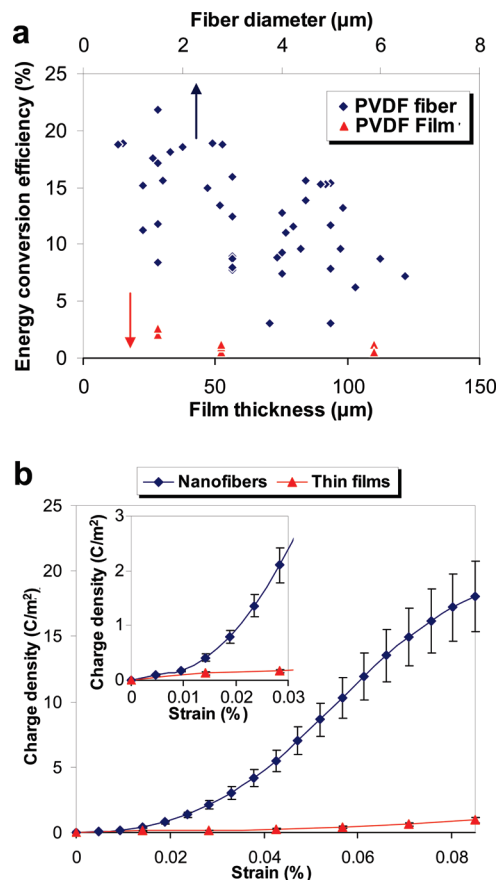 a
Fiber diameter (µm)
0 2 4 6 8
Energy conversion efficiency (%)
25
20
15
10
5
0
PVDF fiber
PVDF Film
0 50 100 150
Film thickness (µm)
b
Nanofibers Thin films
Charge density (C/m²)
25
20
15
10
5
0
Charge density (C/m²)
3
2
1
0
0 0.01 0.02 0.03
Strain (%)
0 0.02 0.04 0.06 0.08
Strain (%)